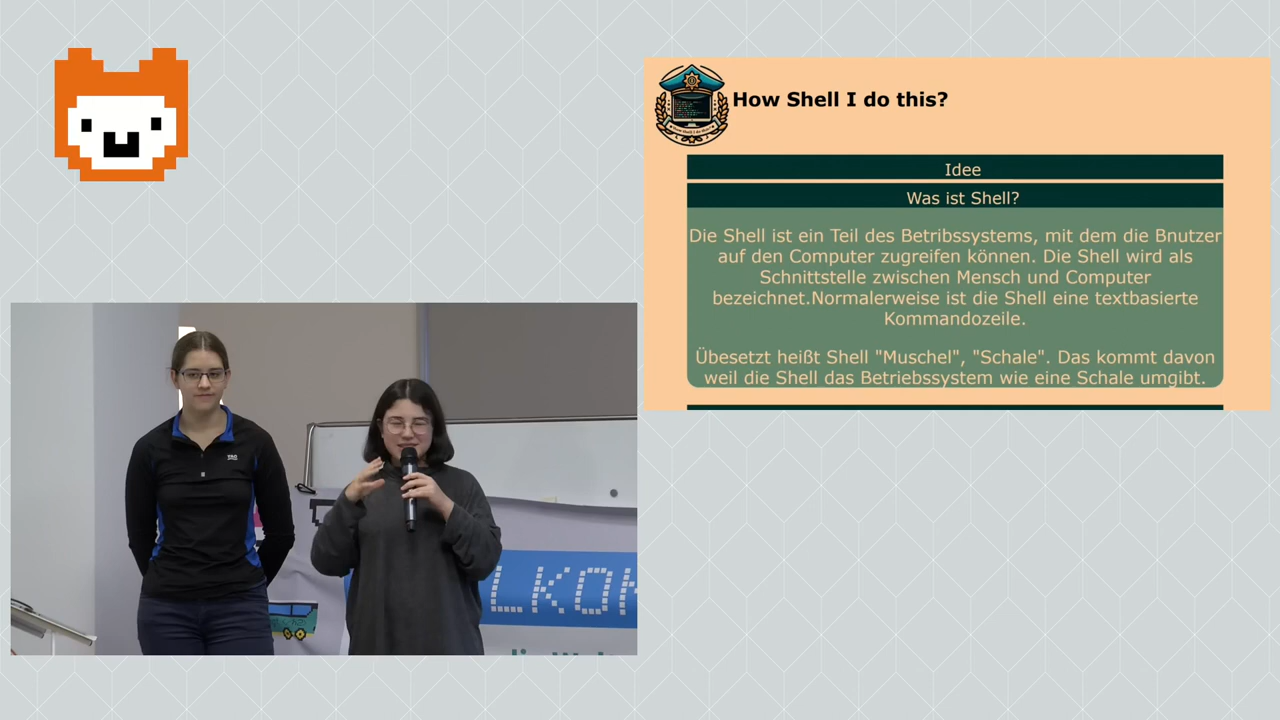 How Shell I do this?
Idee
Was ist Shell?
Die Shell ist ein Teil des Betribssystems, mit dem die Bnutzer
auf den Computer zugreifen können. Die Shell wird als
Schnittstelle zwischen Mensch und Computer
bezeichnet.Normalerweise ist die Shell eine textbasierte
Kommandozeile.
Übesetzt heißt Shell "Muschel", "Schale". Das kommt davon
weil die Shell das Betriebssystem wie eine Schale umgibt.
LKOM